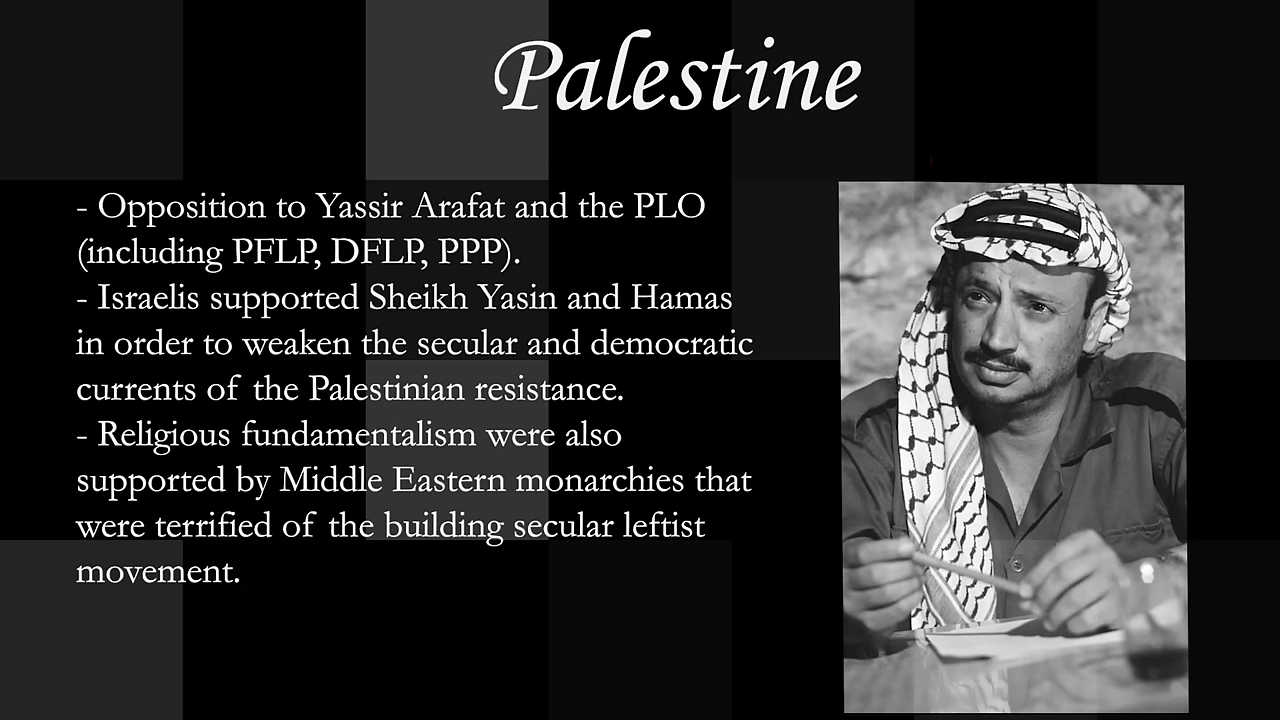 Palestine
- Opposition to Yassir Arafat and the PLO
(including PFLP, DFLP, PPP).
- Israelis supported Sheikh Yasin and Hamas
in order to weaken the secular and democratic
currents of the Palestinian resistance.
- Religious fundamentalism were also
supported by Middle Eastern monarchies that
were terrified of the building secular leftist
movement.